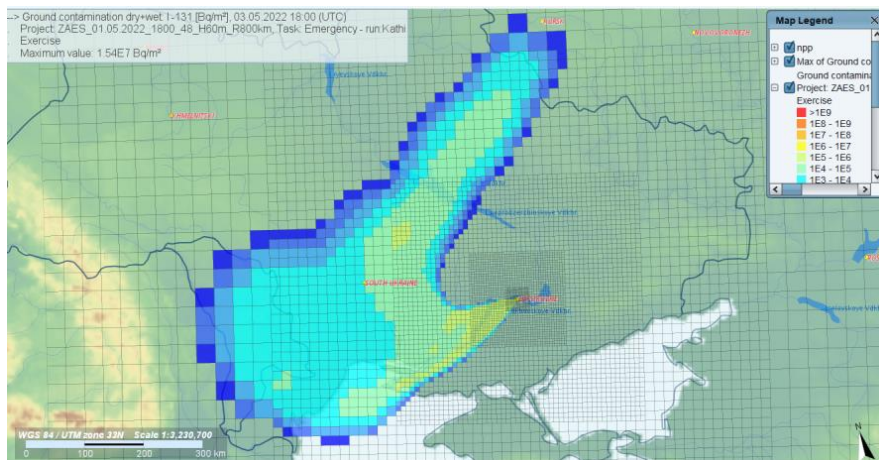 --> Ground contamination dry+wet I-131 [Bq/m²], 03.05.2022 18:00 (UTC)
Project: ZAES_01.05.2022_1800_48_H60m_R800km, Task: Emergency - run Kathi
Exercise
Maximum value: 1.54E7 Bq/m²
Map Legend
npp
Max of Ground co
Ground contamina
Project: ZAES_01
Exercise
>1E9
1E8 - 1E9
1E7 - 1E8
1E6 - 1E7
1E5 - 1E6
1E4 - 1E5
1E3 - 1E4
KURSK
SOUTH UKRAINE
WGS 84 / UTM zone 33N Scale 1:3,230,700
0 100 200 300 km
N